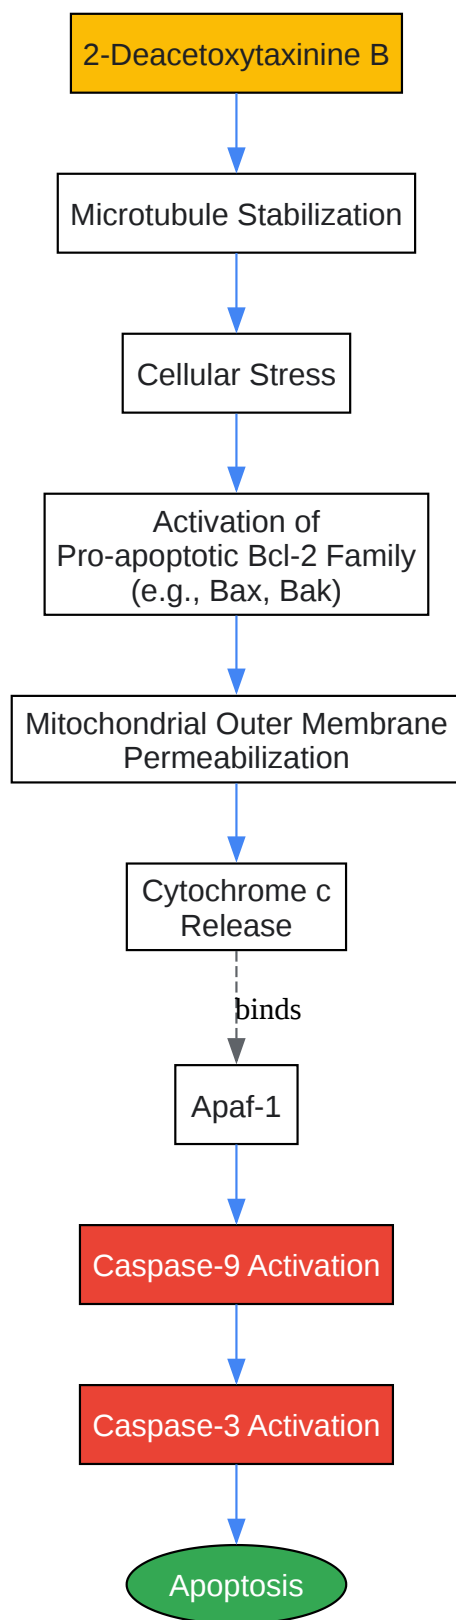 2-Deacetoxytaxinine B
Microtubule Stabilization
Cellular Stress
Activation of
Pro-apoptotic Bcl-2 Family
(e.g., Bax, Bak)
Mitochondrial Outer Membrane
Permeabilization
Cytochrome c
Release
binds
Apaf-1
Caspase-9 Activation
Caspase-3 Activation
Apoptosis